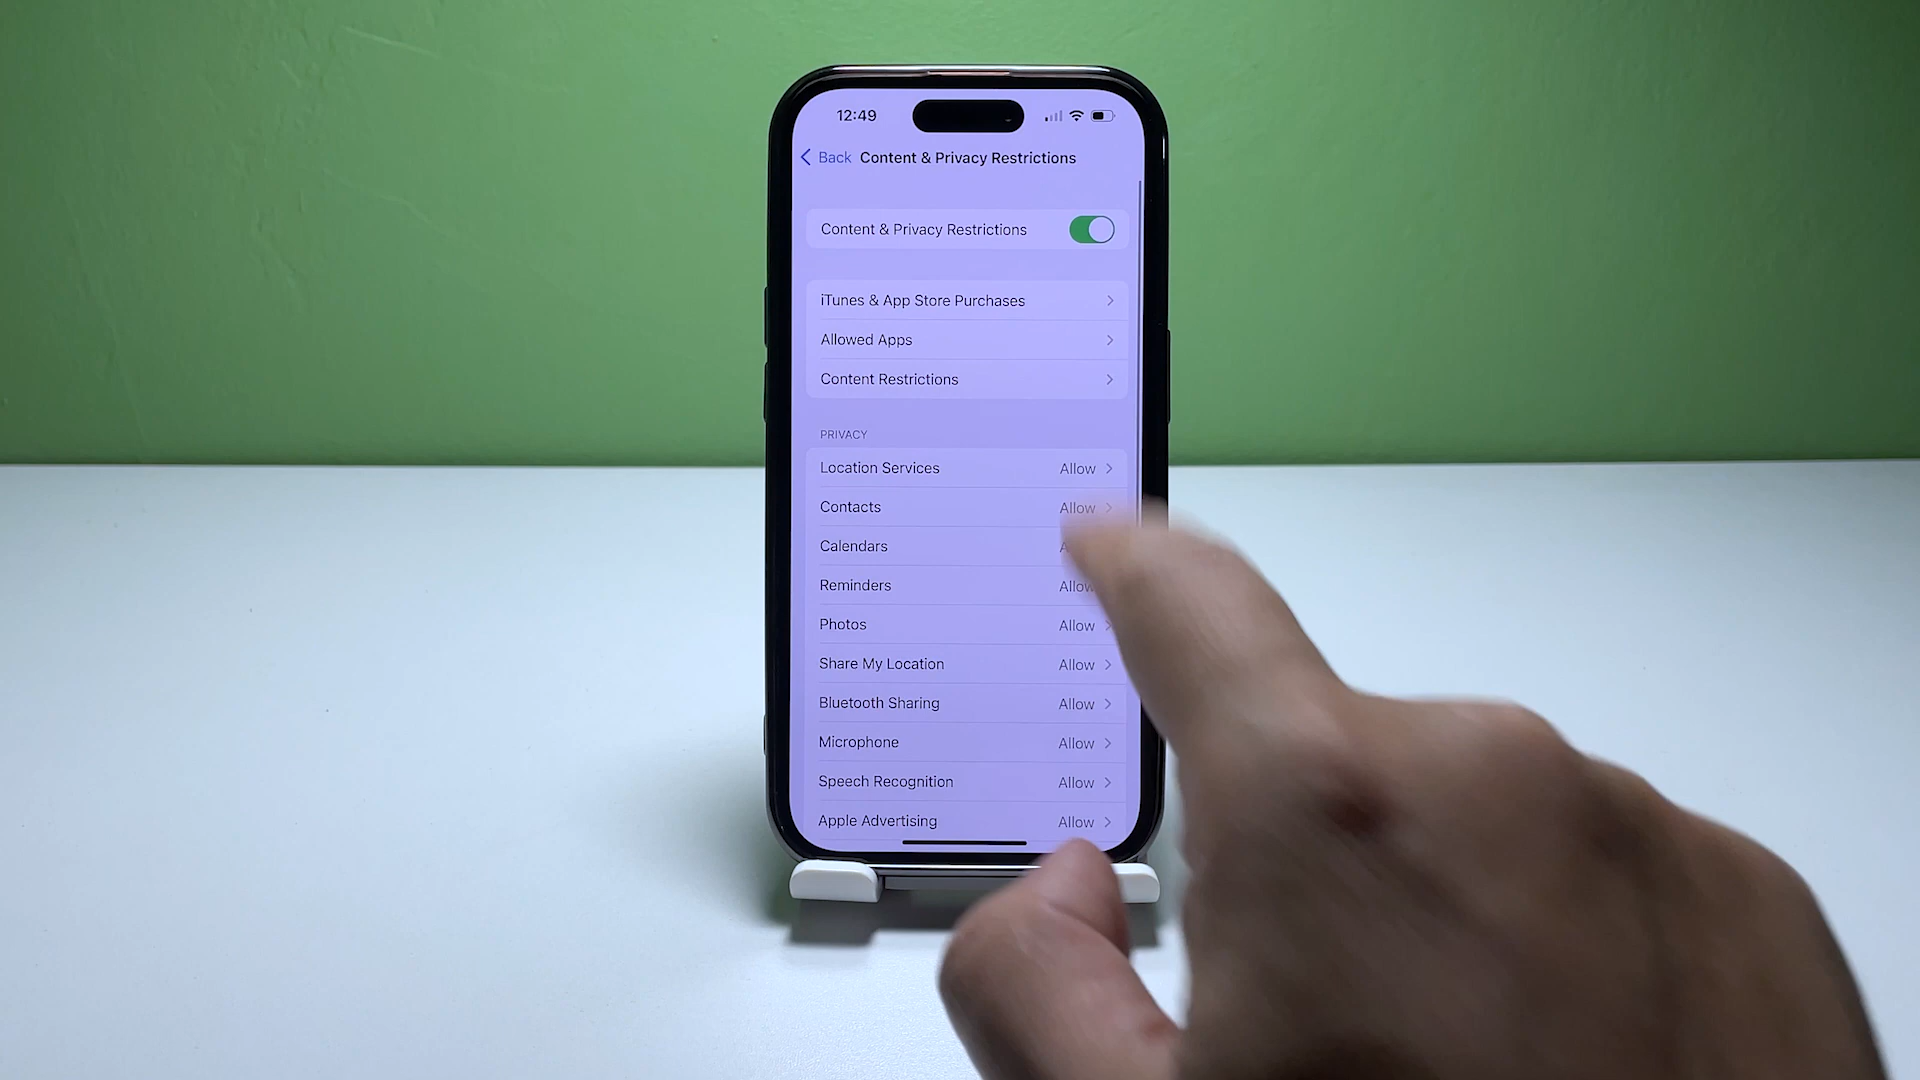 12:49
Back Content & Privacy Restrictions
Content & Privacy Restrictions
iTunes & App Store Purchases
Allowed Apps
Content Restrictions
PRIVACY
Location Services Allow
Contacts Allow
Calendars
Reminders Allow
Photos Allow
Share My Location Allow
Bluetooth Sharing Allow
Microphone Allow
Speech Recognition Allow
Apple Advertising Allow